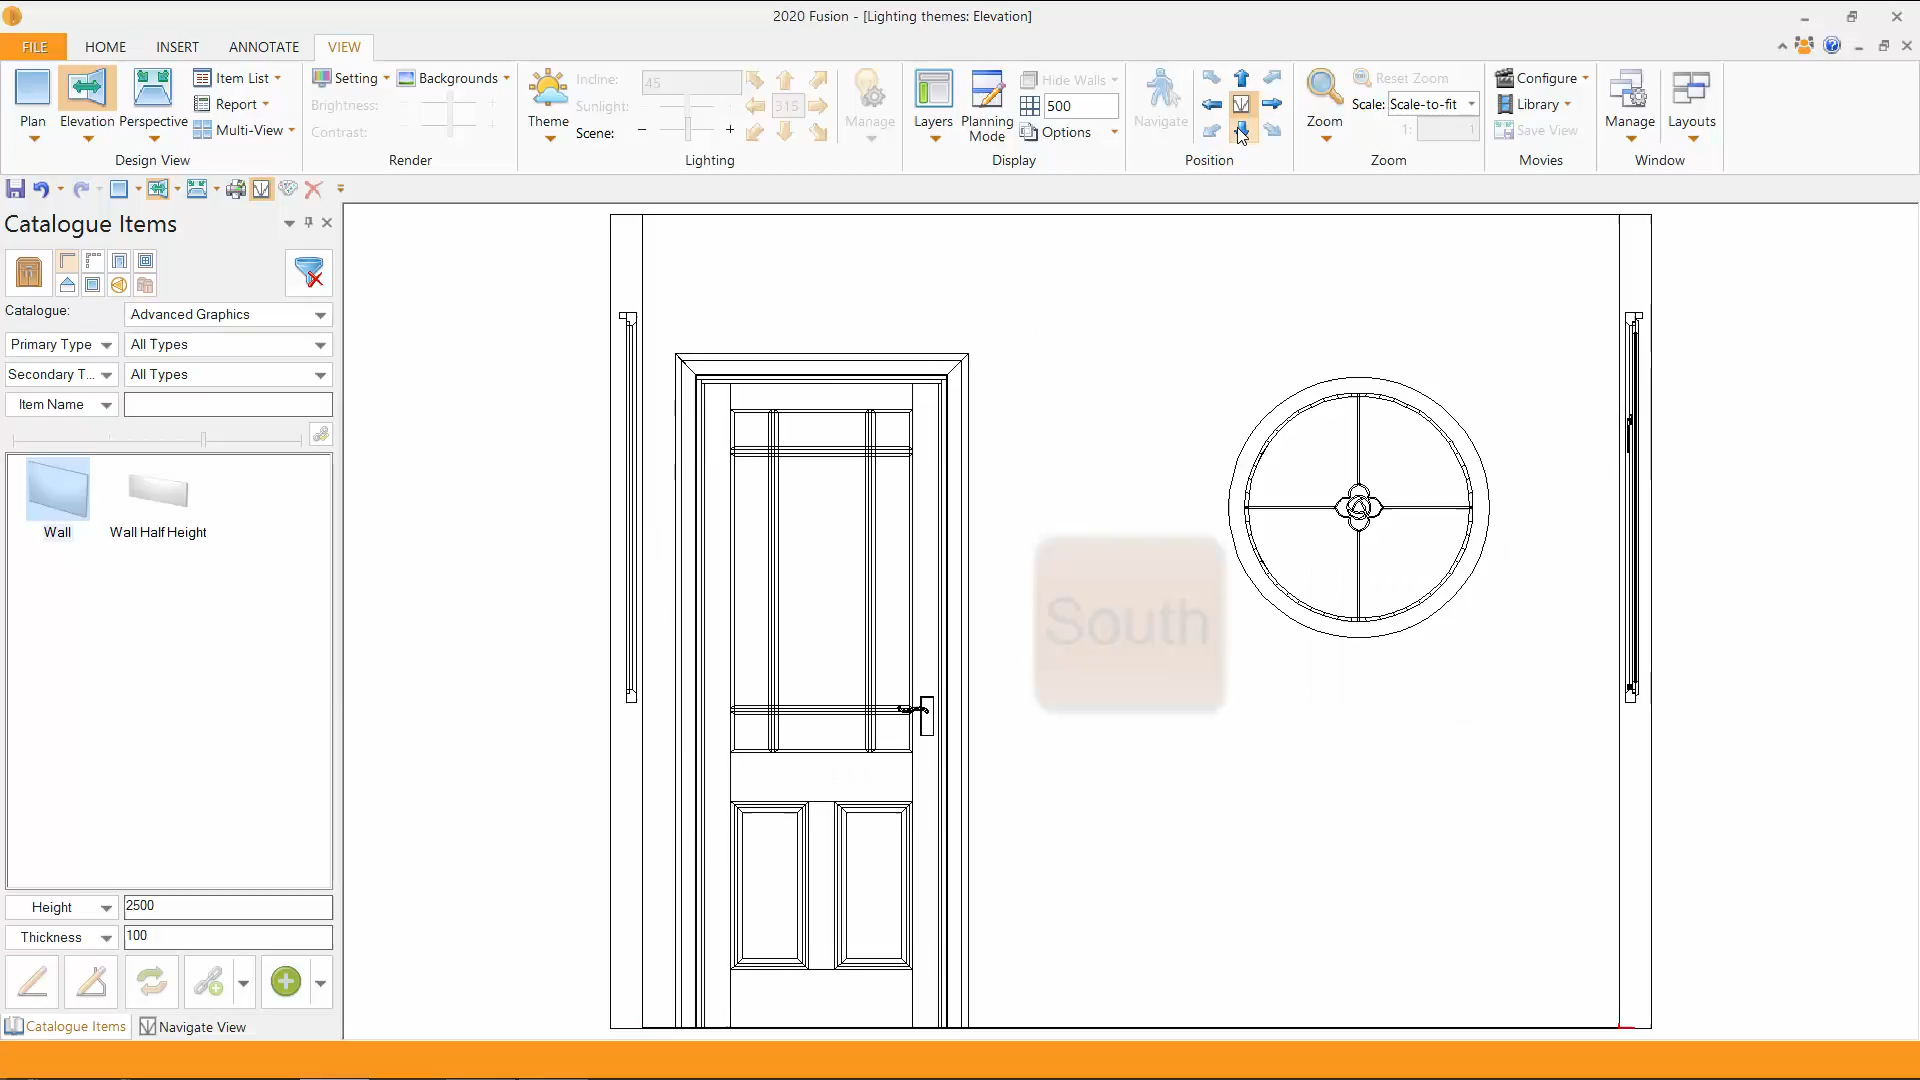 2020 Fusion - [Lighting themes: Elevation]
FILE HOME INSERT ANNOTATE VIEW
Plan
Elevation
Perspective
Item List
Report
Multi-View
Design View
Setting
Backgrounds
Brightness:
Contrast:
Render
Theme
Incline: 45
Sunlight: 315
Scene: - +
Manage
Lighting
Layers
Planning Mode
Hide Walls
500
Options
Display
Navigate
Position
Zoom
Reset Zoom
Scale: Scale-to-fit
1: 1
Zoom
Configure
Library
Save View
Movies
Manage
Layouts
Window
Catalogue Items
Catalogue: Advanced Graphics
Primary Type All Types
Secondary T... All Types
Item Name
Wall
Wall Half Height
South
Height 2500
Thickness 100
Catalogue Items Navigate View